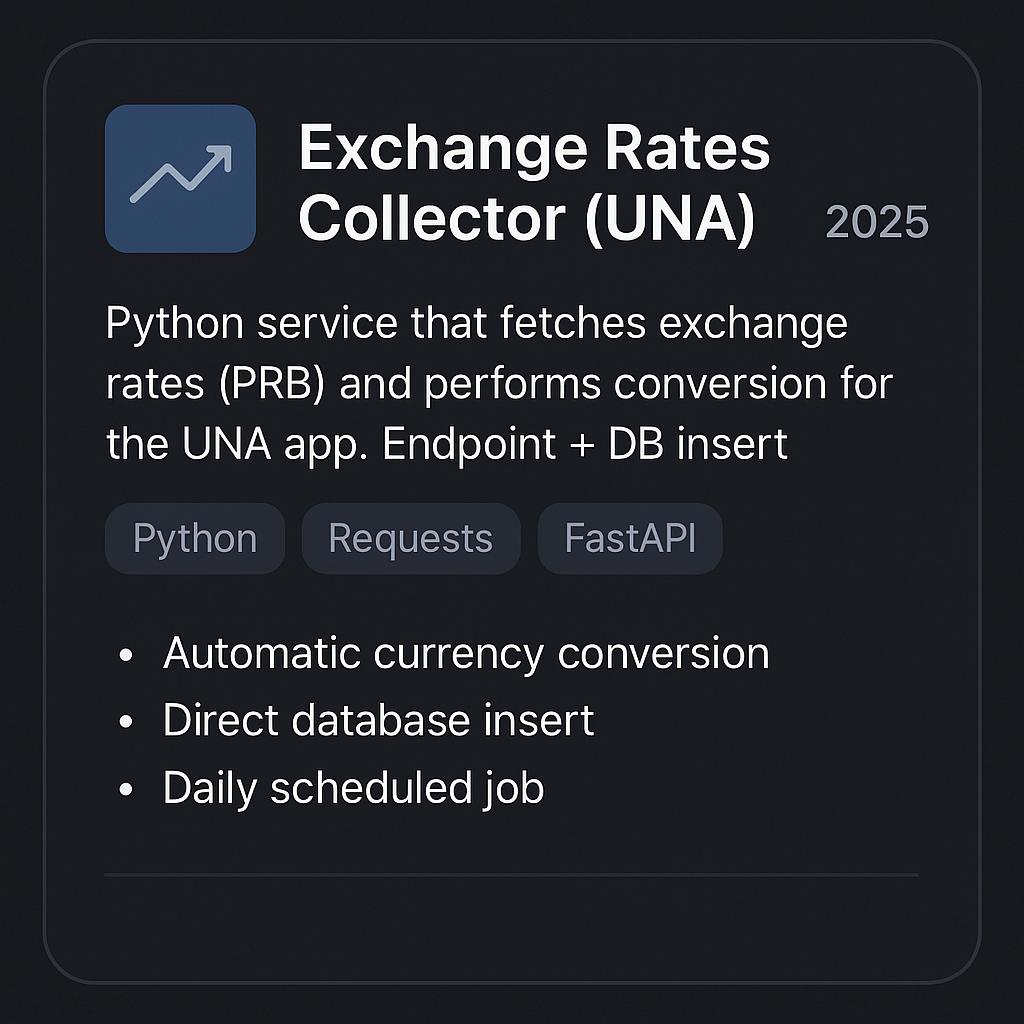 Exchange Rates
Collector (UNA) 2025
Python service that fetches exchange
rates (PRB) and performs conversion for
the UNA app. Endpoint + DB insert
Python Requests FastAPI
• Automatic currency conversion
• Direct database insert
• Daily scheduled job